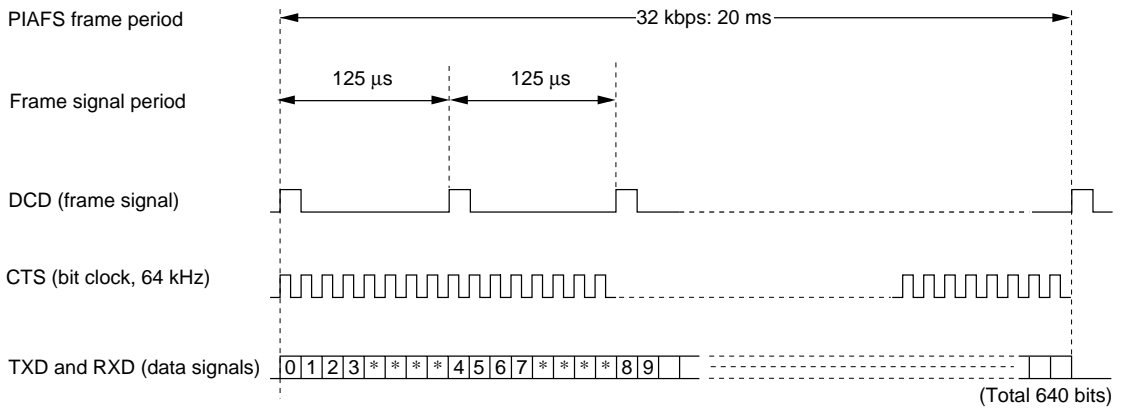 PIAFS frame period
32 kbps: 20 ms
125 µs 125 µs
Frame signal period
DCD (frame signal)
CTS (bit clock, 64 kHz)
TXD and RXD (data signals) 0 1 2 3 * * * * 4 5 6 7 * * * * 8 9
(Total 640 bits)